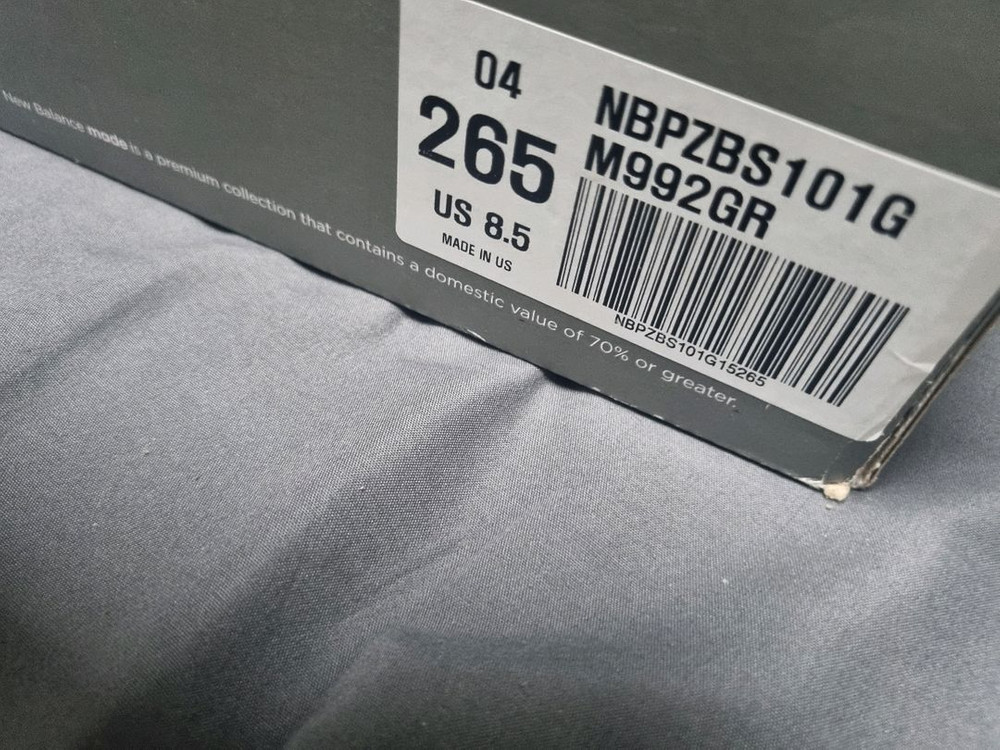 04
265
US 8.5
MADE IN US
NBPZBS101G
M992GR
NBPZBS101G15265
New Balance made is a premium collection that contains a domestic value of 70% or greater.